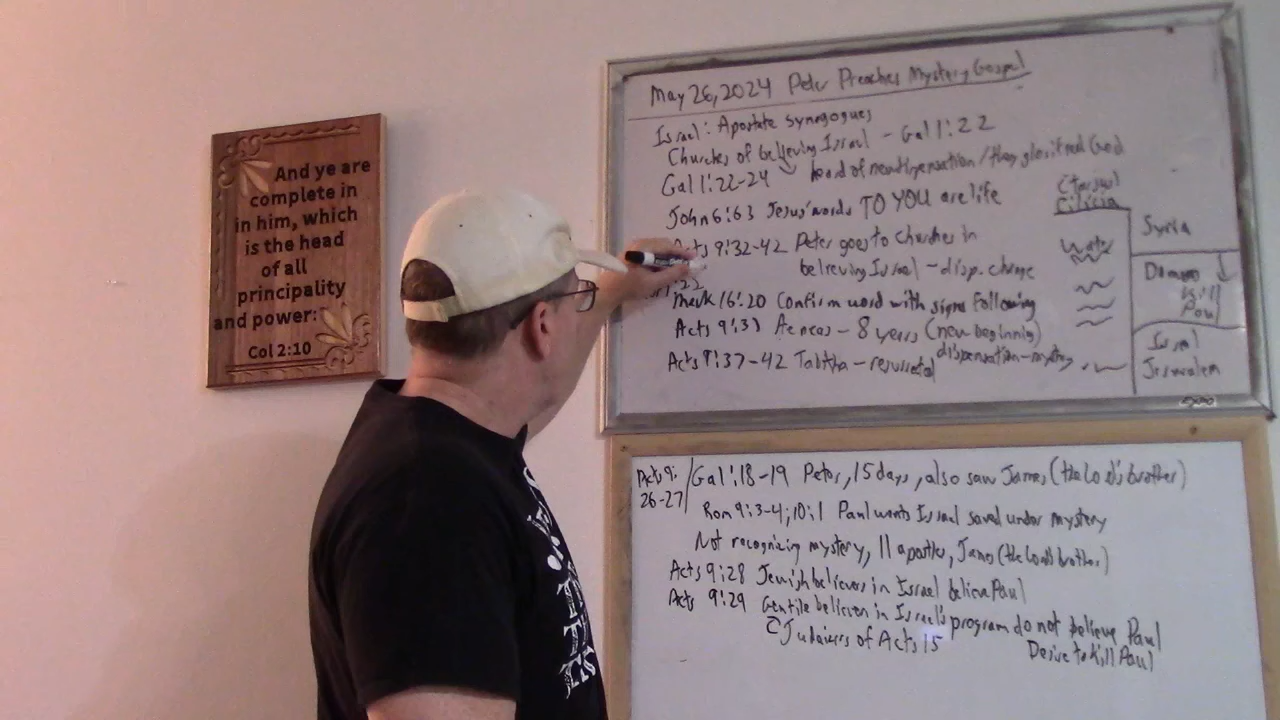 And ye are
complete in
in him, which
is the head
of all
principality
and power:
Col 2:10
May 26, 2024 Peter Preaches Mystery Gospel
Israel: Apostate Synagogues
Churches of believing Israel - Gal 1:22
Gal 1:22-24 head of new dispensation / they glorified God
John 6:63 Jesus' words TO YOU are life
Acts 9:32-42 Peter goes to churches in
believing Israel - disp. change
Mark 16:20 Confirm word with signs following
Acts 9:33 Aeneas - 8 years (new beginning)
dispensation - mystery
Acts 9:37-42 Tabitha - resurrected
(Tarsus)
Cilicia
Water
Syria
Kill
Paul
Israel
Jerusalem
EXPO
Acts 9:
26-27
Gal 1:18-19 Peter, 15 days, also saw James (the Lord's brother)
Rom 9:3-4; 10:1 Paul wants Israel saved under mystery
Not recognizing mystery, 11 apostles, James (the Lord's brother)
Acts 9:28 Jewish believers in Israel believe Paul
Acts 9:29 Gentile believers in Israel's program do not believe Paul
Judaizers of Acts 15
Desire to kill Paul